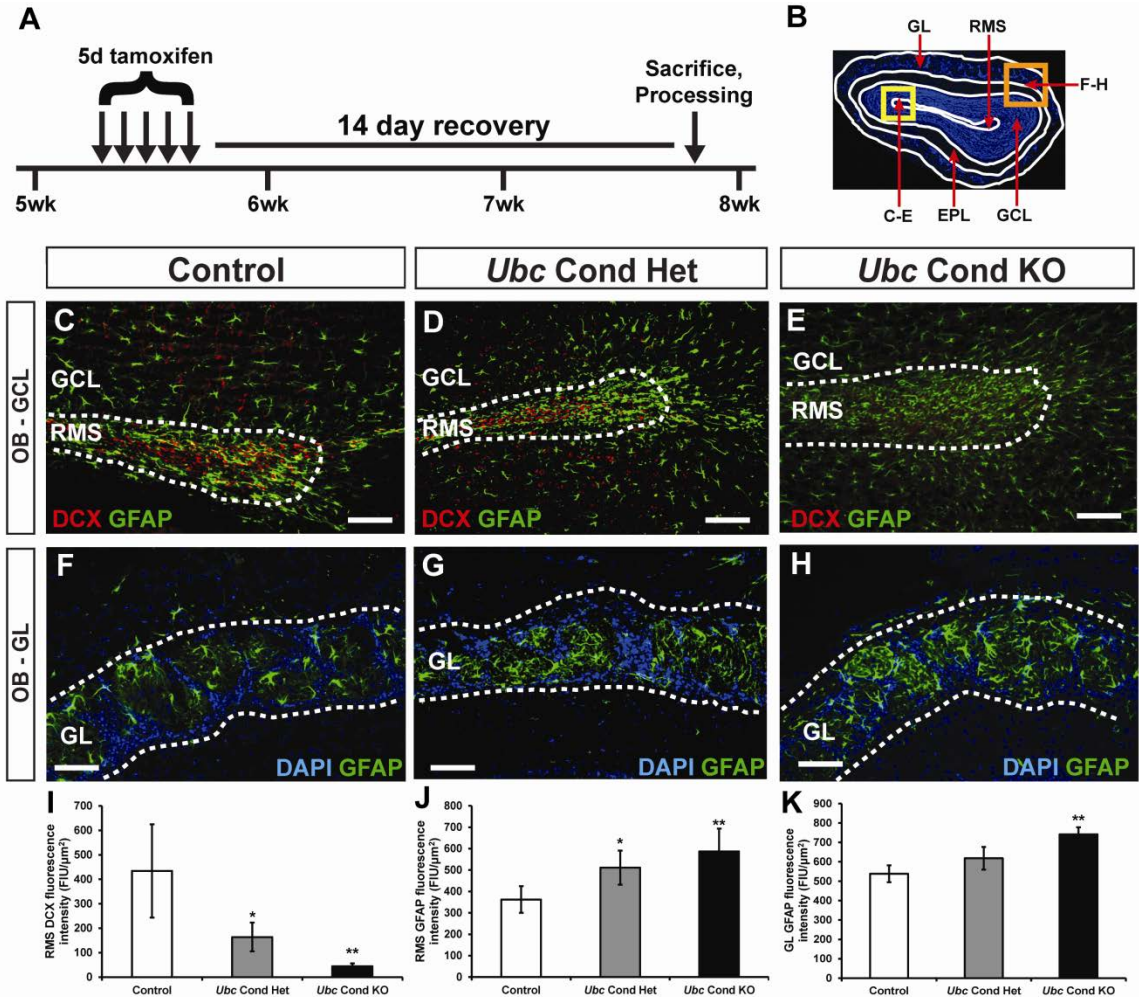 A
5d tamoxifen
14 day recovery
Sacrifice,
Processing
5wk
6wk
7wk
8wk
B
GL
RMS
F-H
C-E
EPL
GCL
Control
Ubc Cond Het
Ubc Cond KO
OB - GCL
C
GCL
RMS
DCX GFAP
D
GCL
RMS
DCX GFAP
E
GCL
RMS
DCX GFAP
OB - GL
F
GL
DAPI GFAP
G
GL
DAPI GFAP
H
GL
DAPI GFAP
I
RMS DCX fluorescence
intensity (FIU/μm²)
700
600
500
400
300
200
100
0
*
**
Control
Ubc Cond Het
Ubc Cond KO
J
RMS GFAP fluorescence
intensity (FIU/μm²)
800
700
600
500
400
300
200
100
0
*
**
Control
Ubc Cond Het
Ubc Cond KO
K
GL GFAP fluorescence
intensity (FIU/μm²)
900
800
700
600
500
400
300
200
100
0
**
Control
Ubc Cond Het
Ubc Cond KO